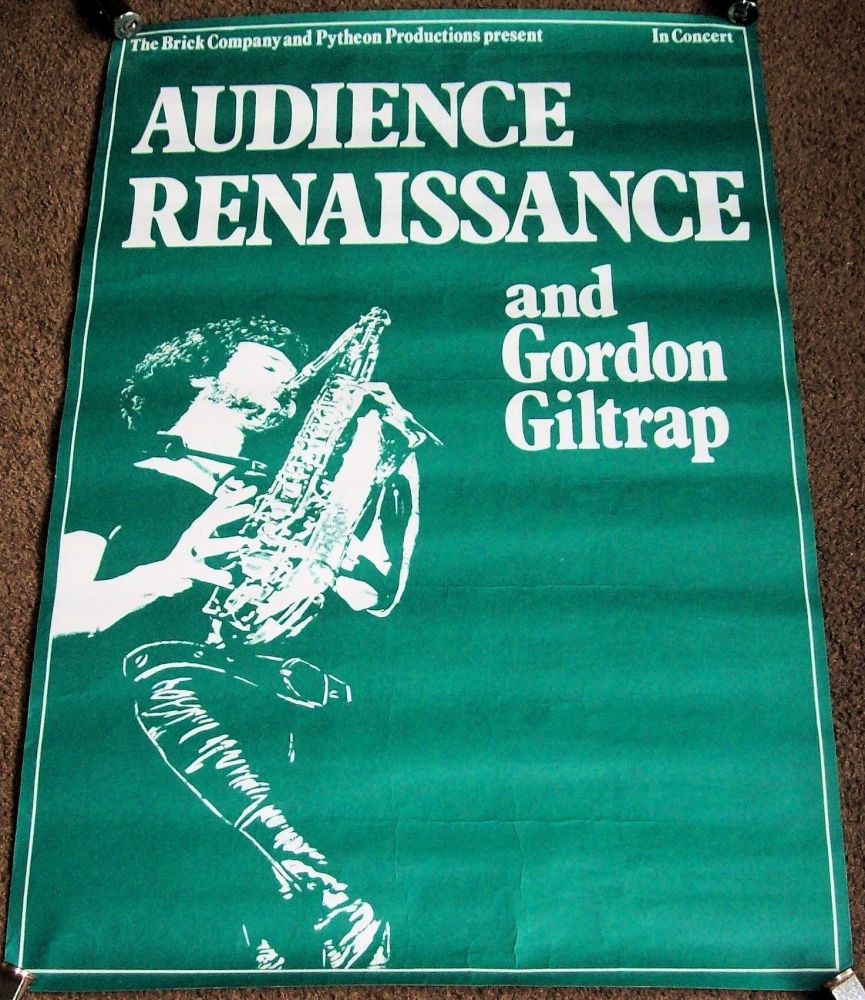 The Brick Company and Pytheon Productions present In Concert
AUDIENCE
RENAISSANCE
and
Gordon
Giltrap